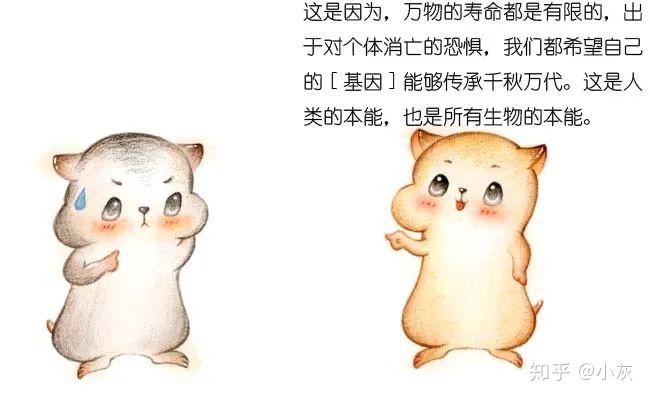 这是因为，万物的寿命都是有限的，出
于对个体消亡的恐惧，我们都希望自己
的［基因］能够传承千秋万代。这是人
类的本能，也是所有生物的本能。
知乎 @小灰